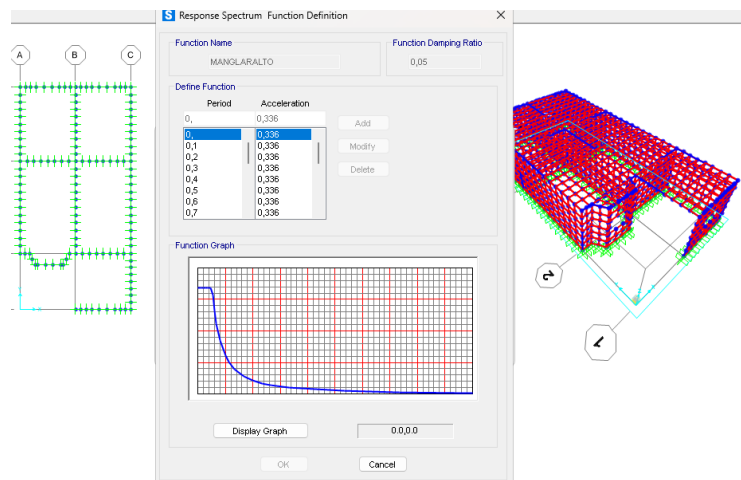 Response Spectrum Function Definition
Function Name
Function Damping Ratio
MANGLARALTO
0,05
Define Function
Period Acceleration
0, 0,336
0, 0,336
0,1 0,336
0,2 0,336
0,3 0,336
0,4 0,336
0,5 0,336
0,6 0,336
0,7 0,336
Add
Modify
Delete
Function Graph
Display Graph
0.0,0.0
OK
Cancel
A B C
2
1